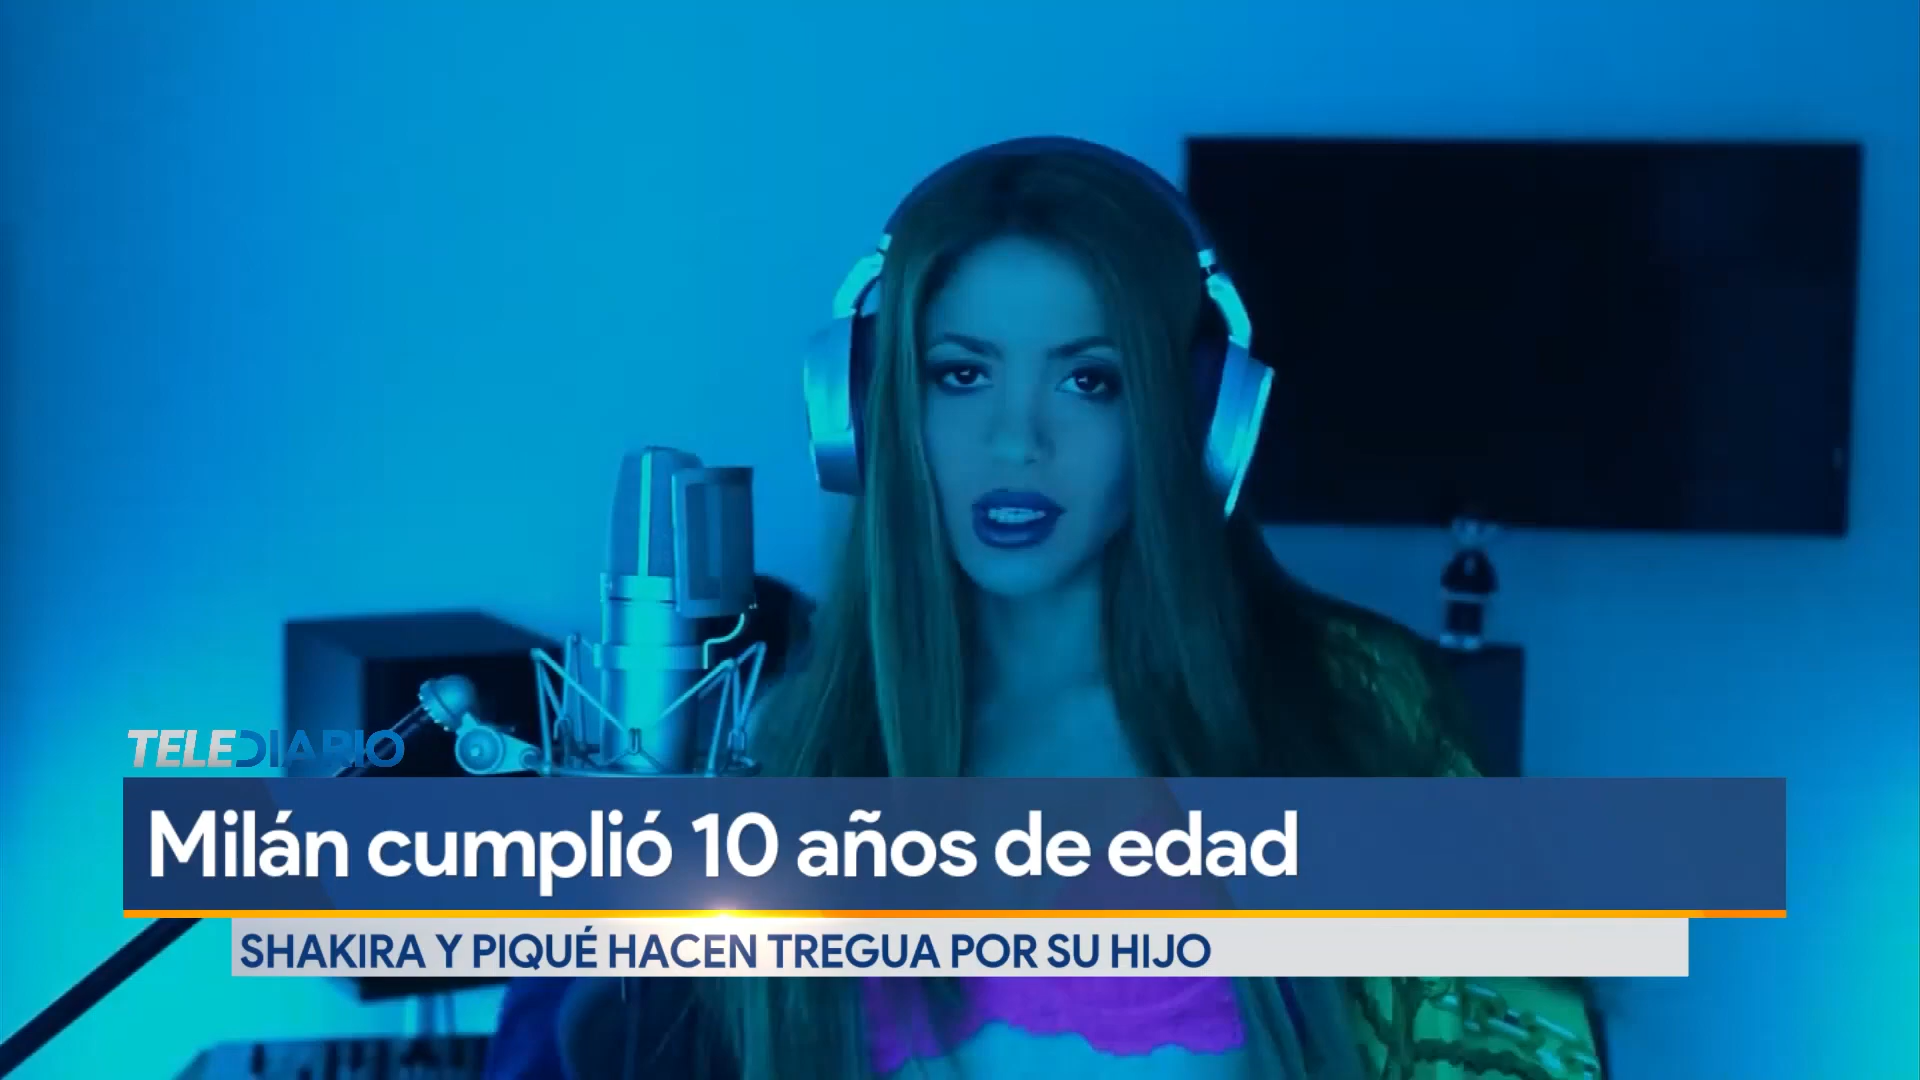 TELEDIARIO
Milán cumplió 10 años de edad
SHAKIRA Y PIQUÉ HACEN TREGUA POR SU HIJO